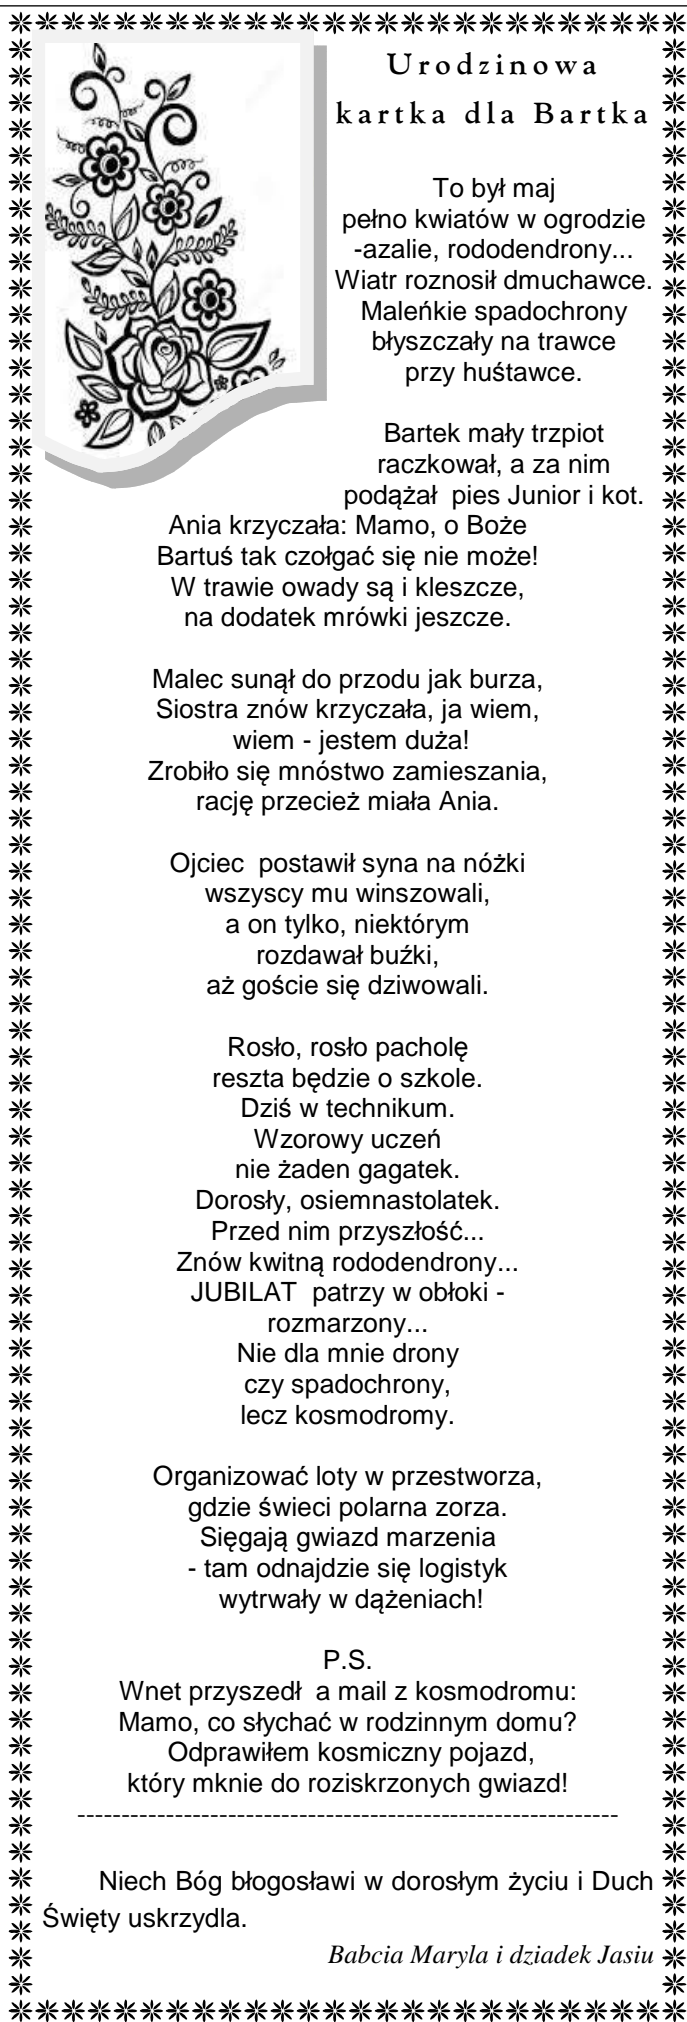 Urodzinowa
kartka dla Bartka
To był maj
pełno kwiatów w ogrodzie
-azalie, rododendrony...
Wiatr roznosił dmuchawce.
Maleńkie spadochrony
błyszczały na trawce
przy huśtawce.
Bartek mały trzpiot
raczkował, a za nim
podążał pies Junior i kot.
Ania krzyczała: Mamo, o Boże
Bartuś tak czołgać się nie może!
W trawie owady są i kleszcze,
na dodatek mrówki jeszcze.
Malec sunął do przodu jak burza,
Siostra znów krzyczała, ja wiem,
wiem - jestem duża!
Zrobiło się mnóstwo zamieszania,
rację przecież miała Ania.
Ojciec postawił syna na nóżki
wszyscy mu winszowali,
a on tylko, niektórym
rozdawał buźki,
aż goście się dziwowali.
Rosło, rosło pacholę
reszta będzie o szkole.
Dziś w technikum.
Wzorowy uczeń
nie żaden gagatek.
Dorosły, osiemnastolatek.
Przed nim przyszłość...
Znów kwitną rododendrony...
JUBILAT patrzy w obłoki -
rozmarzony...
Nie dla mnie drony
czy spadochrony,
lecz kosmodromy.
Organizować loty w przestworza,
gdzie świeci polarna zorza.
Sięgają gwiazd marzenia
- tam odnajdzie się logistyk
wytrwały w dążeniach!
P.S.
Wnet przyszedł a mail z kosmodromu:
Mamo, co słychać w rodzinnym domu?
Odprawiłem kosmiczny pojazd,
który mknie do roziskrzonych gwiazd!
-------------------------------------------------------------
Niech Bóg błogosławi w dorosłym życiu i Duch
Święty uskrzydla.
Babcia Maryla i dziadek Jasiu